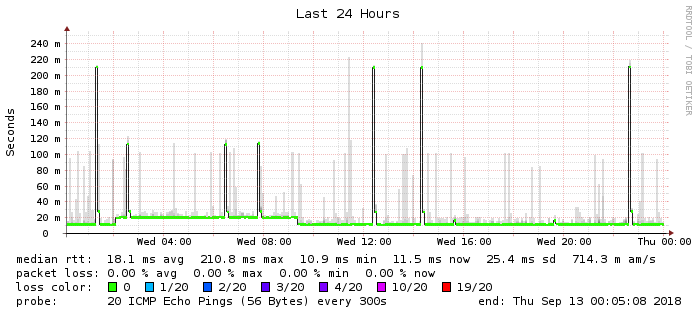 Last 24 Hours
RRDTOOL / TOBI OETIKER
Seconds
240 m
220 m
200 m
180 m
160 m
140 m
120 m
100 m
80 m
60 m
40 m
20 m
0
Wed 04:00 Wed 08:00 Wed 12:00 Wed 16:00 Wed 20:00 Thu 00:00
median rtt: 18.1 ms avg 210.8 ms max 10.9 ms min 11.5 ms now 25.4 ms sd 714.3 m am/s
packet loss: 0.00 % avg 0.00 % max 0.00 % min 0.00 % now
loss color: 0 1/20 2/20 3/20 4/20 10/20 19/20
probe: 20 ICMP Echo Pings (56 Bytes) every 300s end: Thu Sep 13 00:05:08 2018